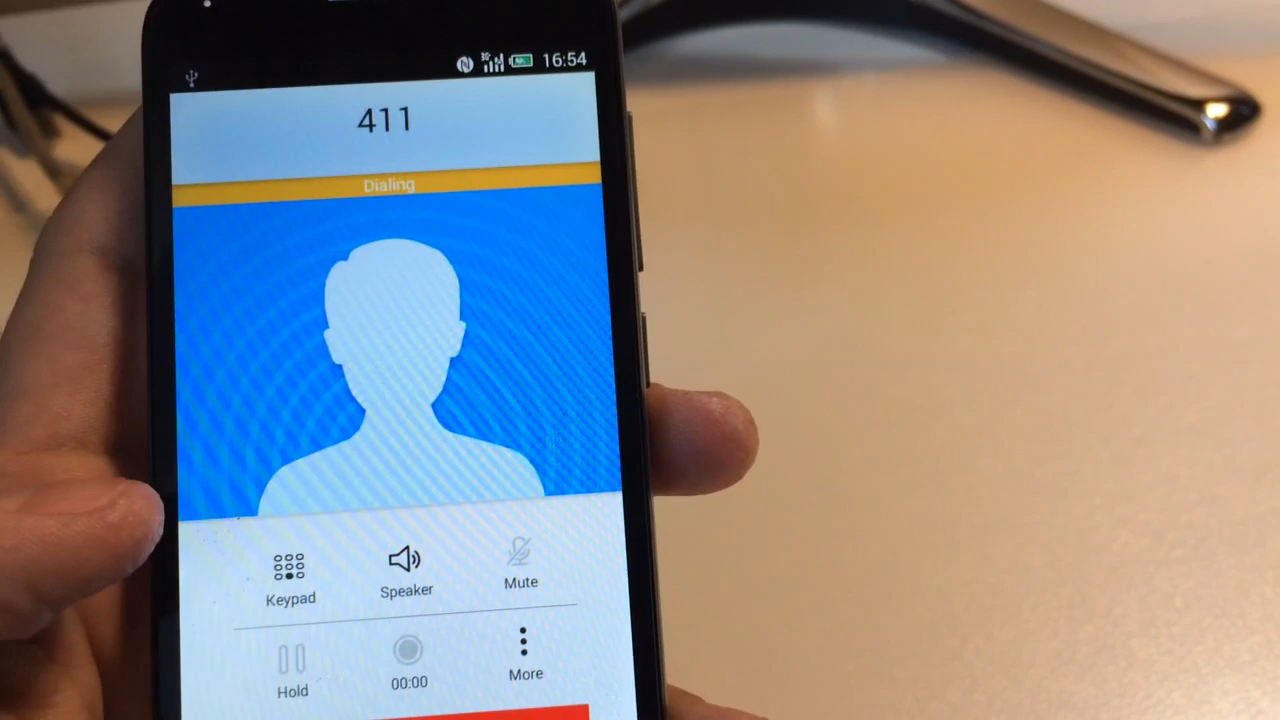 16:54
411
Dialing
Keypad
Speaker
Mute
Hold
00:00
More